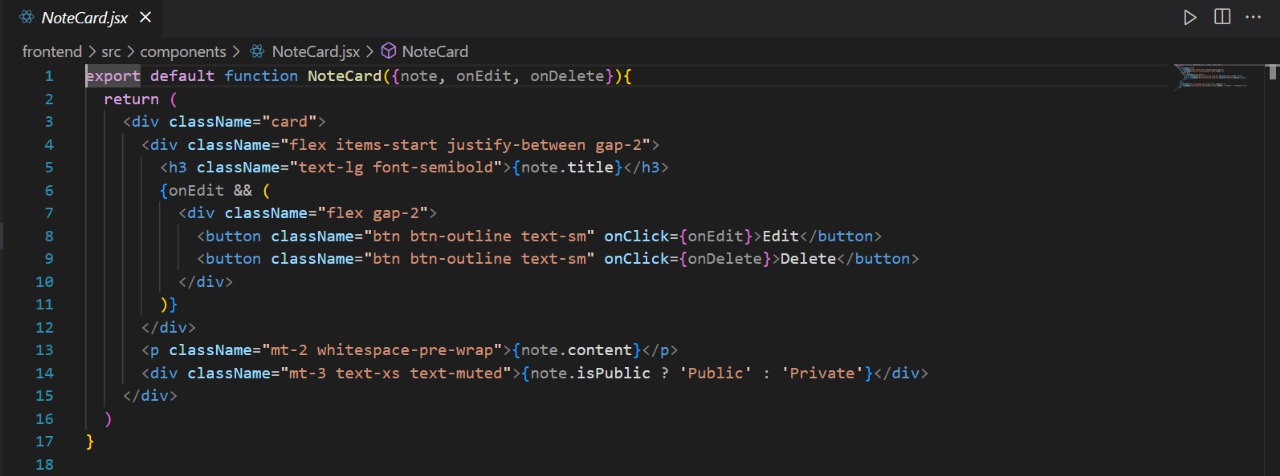 NoteCard.jsx
frontend > src > components > NoteCard.jsx > NoteCard
1 export default function NoteCard({note, onEdit, onDelete}){
2   return (
3     <div className="card">
4       <div className="flex items-start justify-between gap-2">
5         <h3 className="text-lg font-semibold">{note.title}</h3>
6         {onEdit && (
7           <div className="flex gap-2">
8             <button className="btn btn-outline text-sm" onClick={onEdit}>Edit</button>
9             <button className="btn btn-outline text-sm" onClick={onDelete}>Delete</button>
10           </div>
11         )}
12       </div>
13       <p className="mt-2 whitespace-pre-wrap">{note.content}</p>
14       <div className="mt-3 text-xs text-muted">{note.isPublic ? 'Public' : 'Private'}</div>
15     </div>
16   )
17 }
18